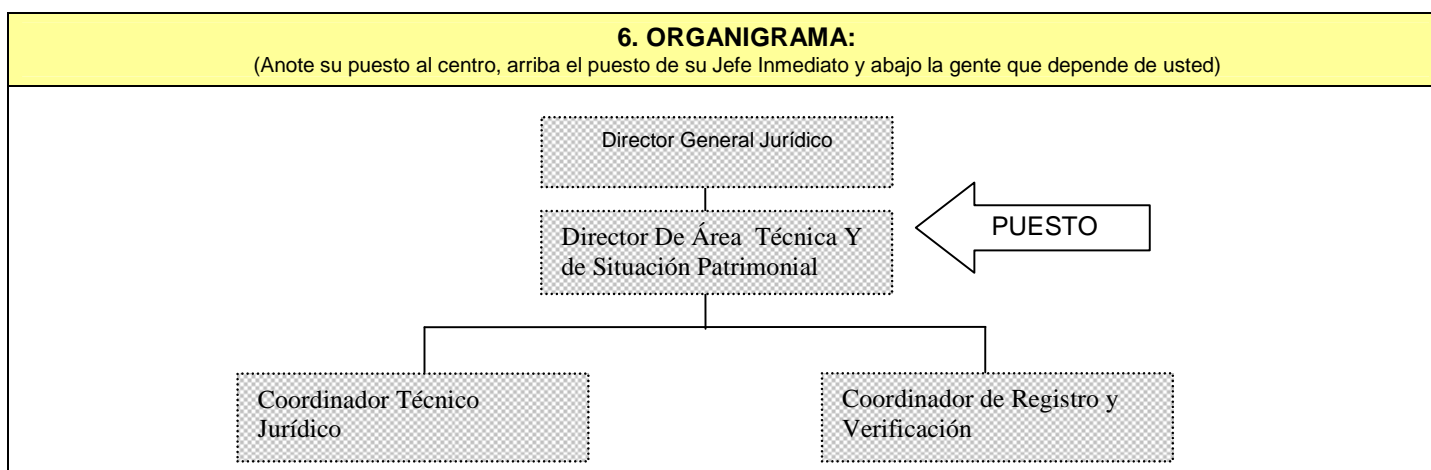 6. ORGANIGRAMA:
(Anote su puesto al centro, arriba el puesto de su Jefe Inmediato y abajo la gente que depende de usted)
Director General Jurídico
Director De Área  Técnica Y
de Situación Patrimonial
PUESTO
Coordinador Técnico
Jurídico
Coordinador de Registro y
Verificación